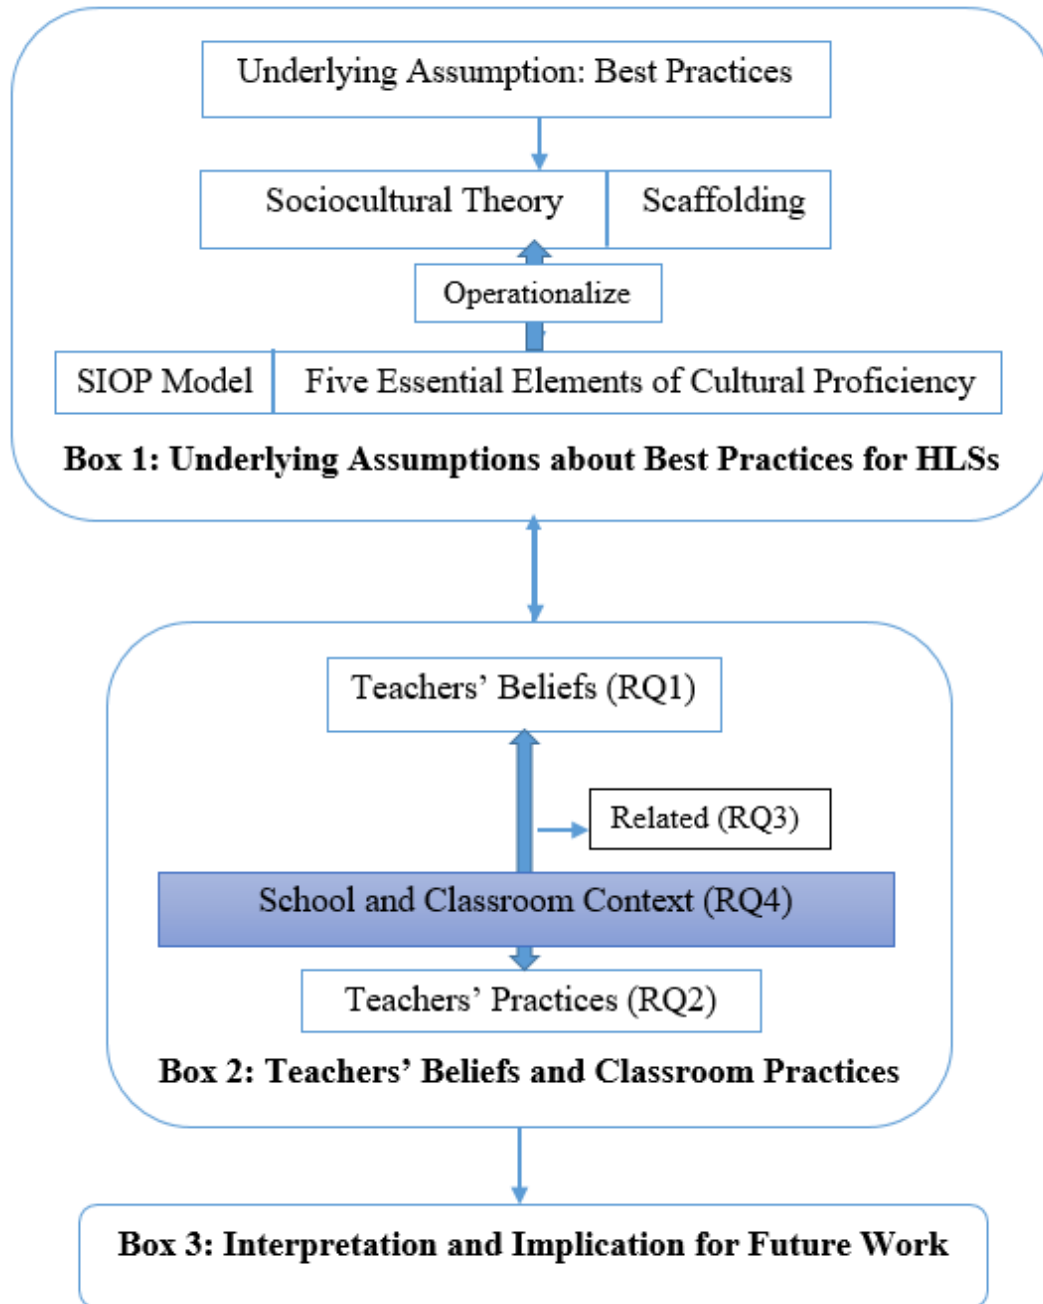 Underlying Assumption: Best Practices
Sociocultural Theory
Scaffolding
Operationalize
SIOP Model
Five Essential Elements of Cultural Proficiency
Box 1: Underlying Assumptions about Best Practices for HLSs
Teachers’ Beliefs (RQ1)
Related (RQ3)
School and Classroom Context (RQ4)
Teachers’ Practices (RQ2)
Box 2: Teachers’ Beliefs and Classroom Practices
Box 3: Interpretation and Implication for Future Work